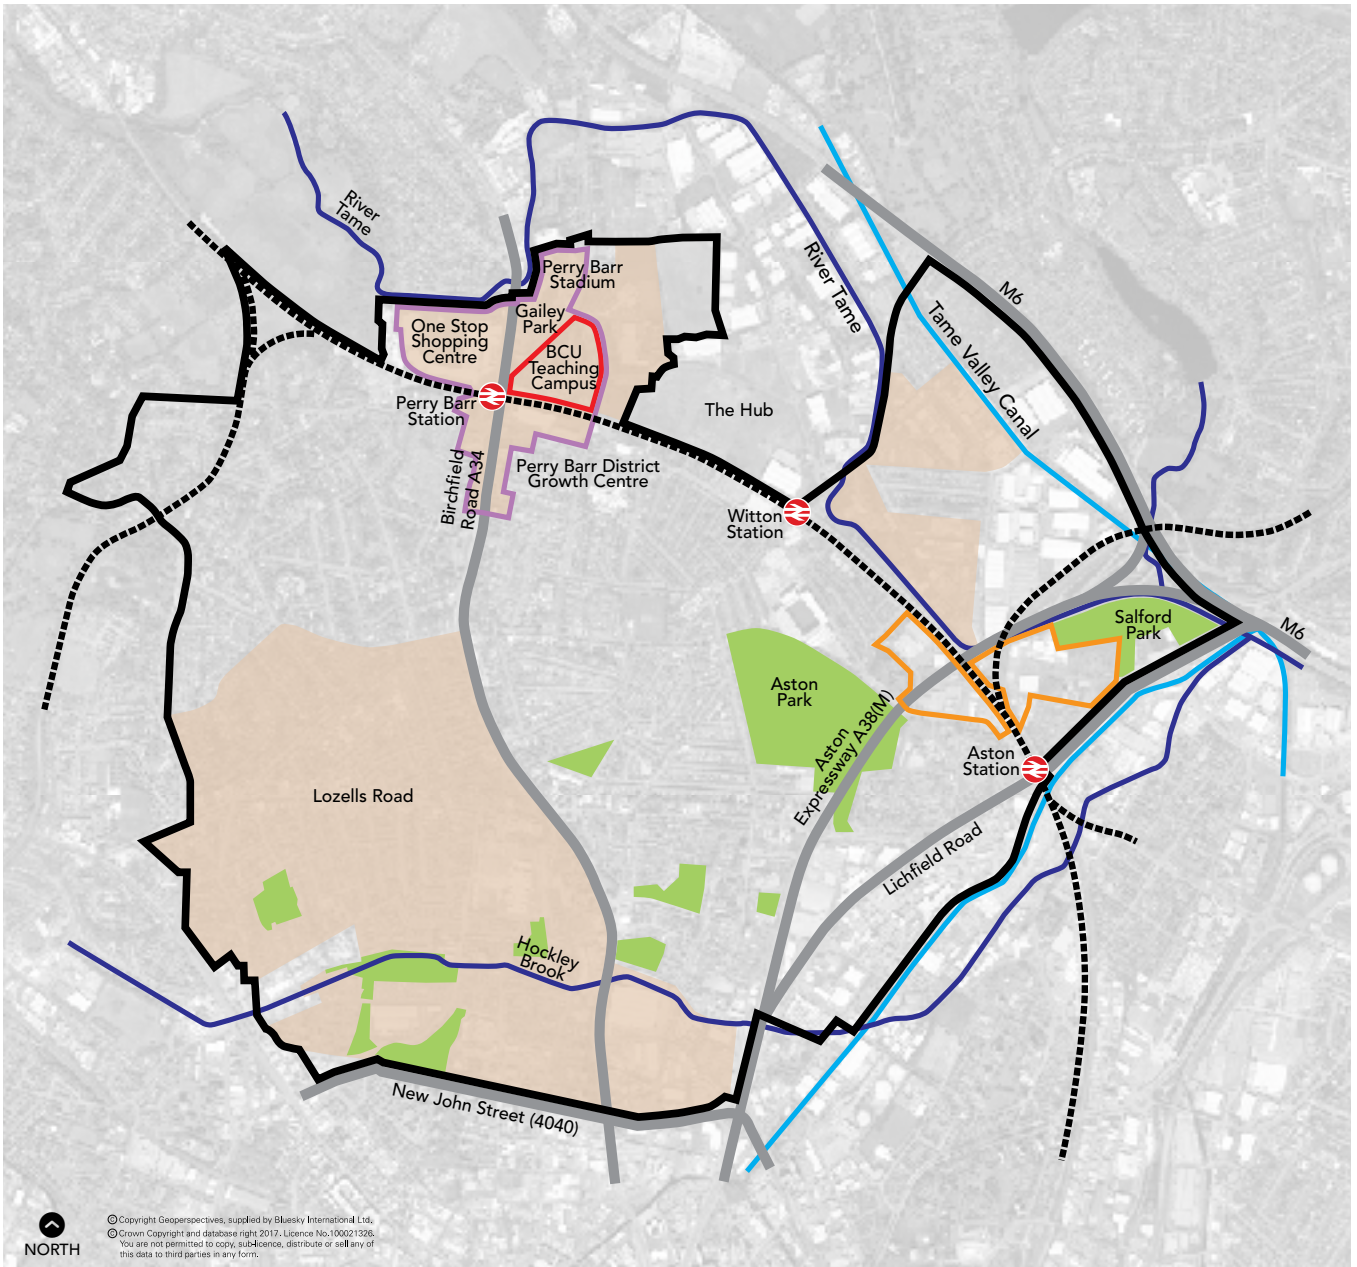 River
Tame
M6
River Tame
Perry Barr
Stadium
Gailey
Park
One Stop
Shopping
Centre
BCU
Teaching
Campus
Tame Valley Canal
Perry Barr
Station
The Hub
Birchfield
Road A34
Perry Barr District
Growth Centre
Witton
Station
Salford
Park
M6
Aston
Park
Aston
Expressway A38(M)
Aston
Station
Lozells Road
Lichfield Road
Hockley
Brook
New John Street (4040)
NORTH
© Copyright Geoperspectives, supplied by Bluesky International Ltd.
© Crown Copyright and database right 2017. Licence No.100021326.
You are not permitted to copy, sub-licence, distribute or sell any of
this data to third parties in any form.